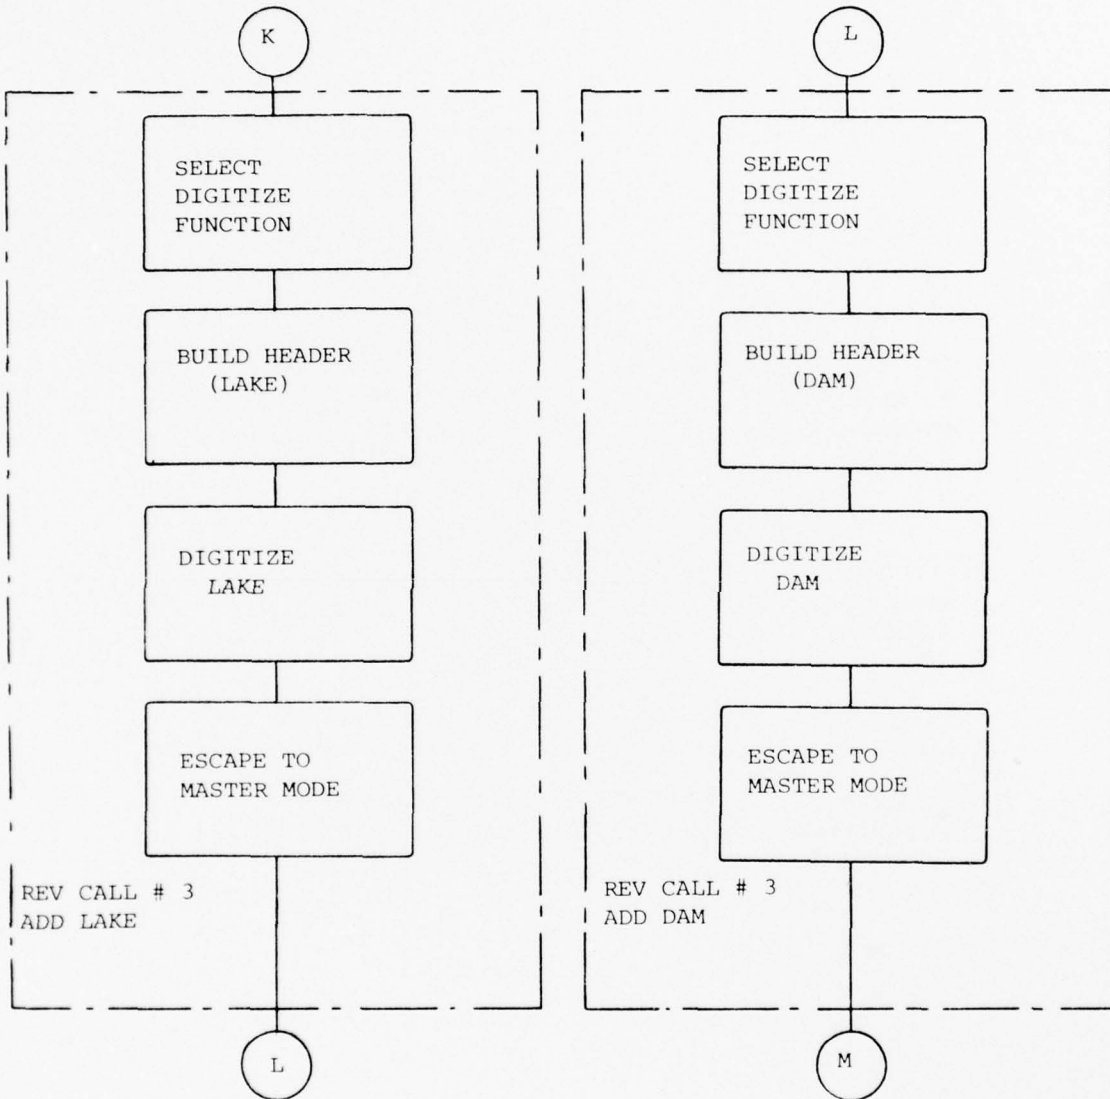 K
SELECT
DIGITIZE
FUNCTION
BUILD HEADER
(LAKE)
DIGITIZE
LAKE
ESCAPE TO
MASTER MODE
REV CALL # 3
ADD LAKE
L
L
SELECT
DIGITIZE
FUNCTION
BUILD HEADER
(DAM)
DIGITIZE
DAM
ESCAPE TO
MASTER MODE
REV CALL # 3
ADD DAM
M